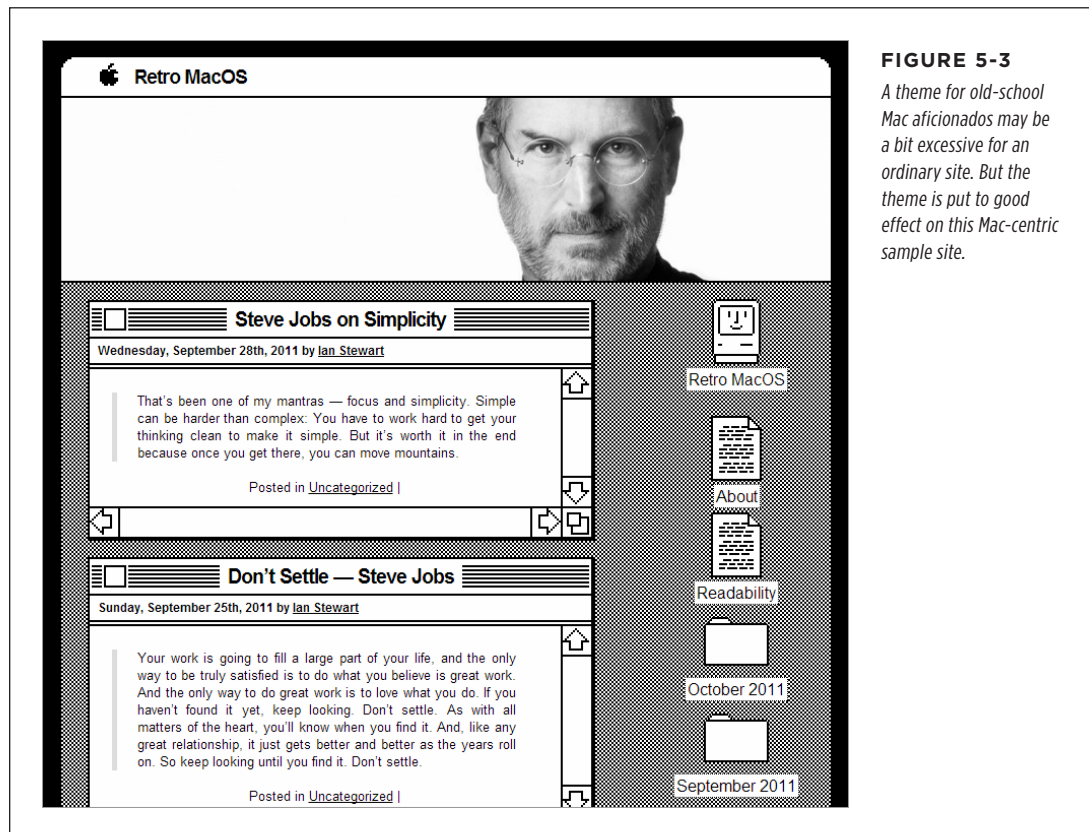 Retro MacOS
Steve Jobs on Simplicity
Wednesday, September 28th, 2011 by Ian Stewart
That's been one of my mantras — focus and simplicity. Simple
can be harder than complex: You have to work hard to get your
thinking clean to make it simple. But it's worth it in the end
because once you get there, you can move mountains.
Posted in Uncategorized |
Don't Settle — Steve Jobs
Sunday, September 25th, 2011 by Ian Stewart
Your work is going to fill a large part of your life, and the only
way to be truly satisfied is to do what you believe is great work.
And the only way to do great work is to love what you do. If you
haven't found it yet, keep looking. Don't settle. As with all
matters of the heart, you'll know when you find it. And, like any
great relationship, it just gets better and better as the years roll
on. So keep looking until you find it. Don't settle.
Posted in Uncategorized |
Retro MacOS
About
Readability
October 2011
September 2011
FIGURE 5-3
A theme for old-school
Mac aficionados may be
a bit excessive for an
ordinary site. But the
theme is put to good
effect on this Mac-centric
sample site.